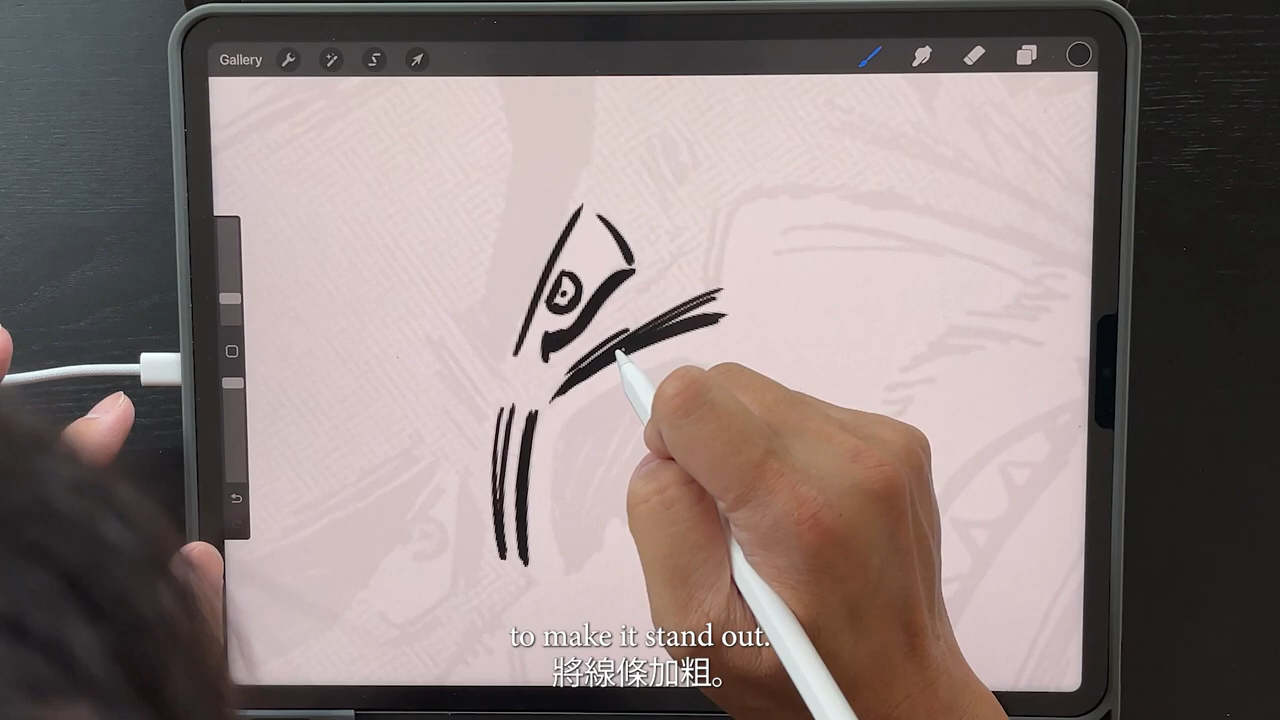 Gallery
to make it stand out.
將線條加粗。